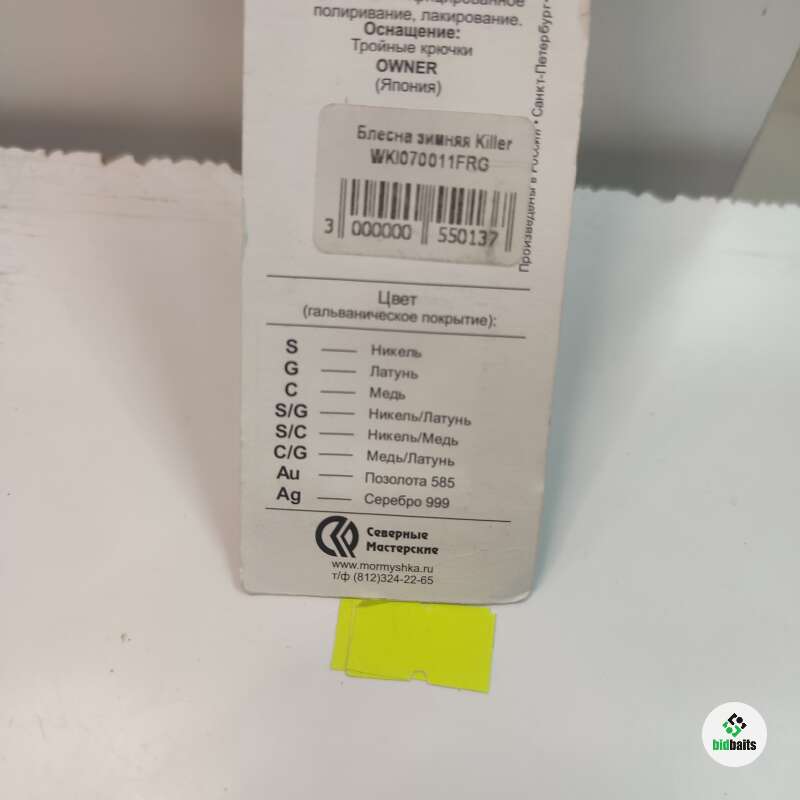 полирование, лакирование.
Оснащение:
Тройные крючки
OWNER
(Япония)
Произведены в России • Санкт-Петербург
Блесна зимняя Killer
WKI070011FRG
3 000000 550137
Цвет
(гальваническое покрытие):
S — Никель
G — Латунь
C — Медь
S/G — Никель/Латунь
S/C — Никель/Медь
C/G — Медь/Латунь
Au — Позолота 585
Ag — Серебро 999
Северные
Мастерские
www.mormyshka.ru
т/ф (812)324-22-65
bidbaits